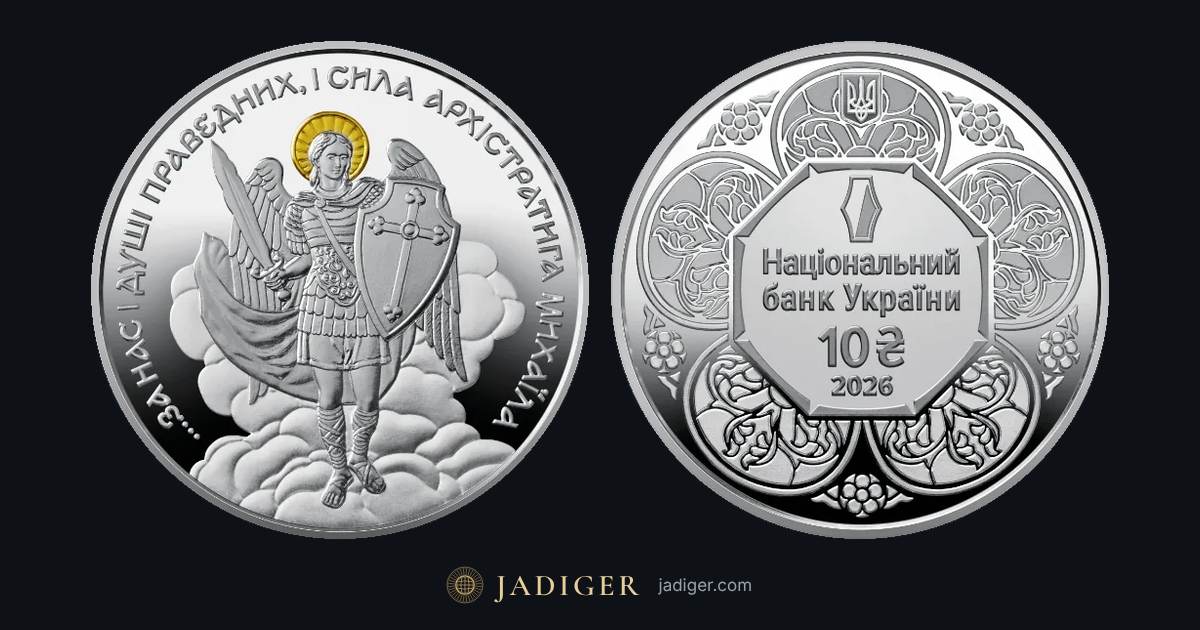 ...ЗА НАС І ДУШІ ПРАВЕДНИХ, І СИЛА АРХІСТРАТИГА МИХАЇЛА
Національний
банк України
10 ₴
2026
JADIGER jadiger.com